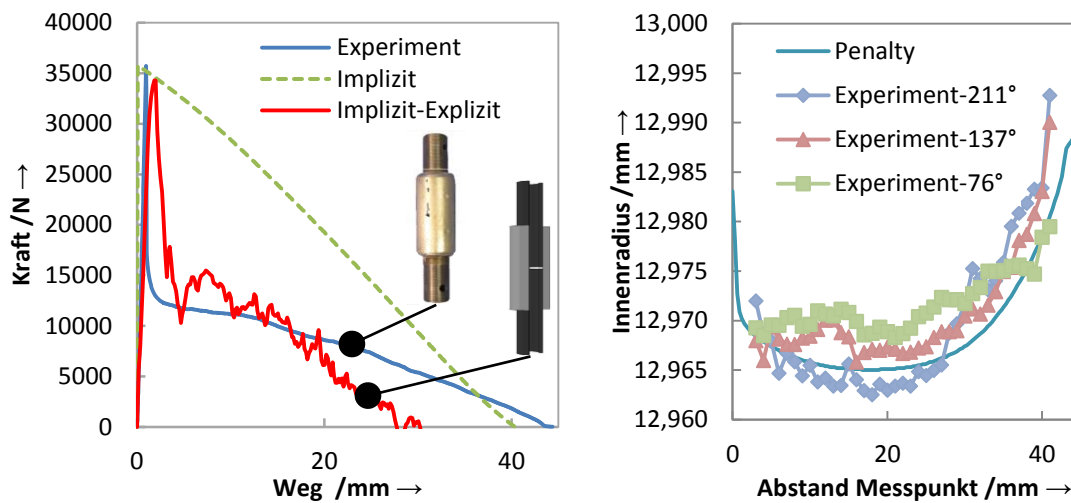 40000
35000
30000
25000
20000
15000
10000
5000
0
Kraft /N →
Experiment
Implizit
Implizit-Explizit
0
20
40
Weg /mm →
13,000
12,995
12,990
12,985
12,980
12,975
12,970
12,965
12,960
Innenradius /mm →
Penalty
Experiment-211°
Experiment-137°
Experiment-76°
0
10
20
30
40
Abstand Messpunkt /mm →